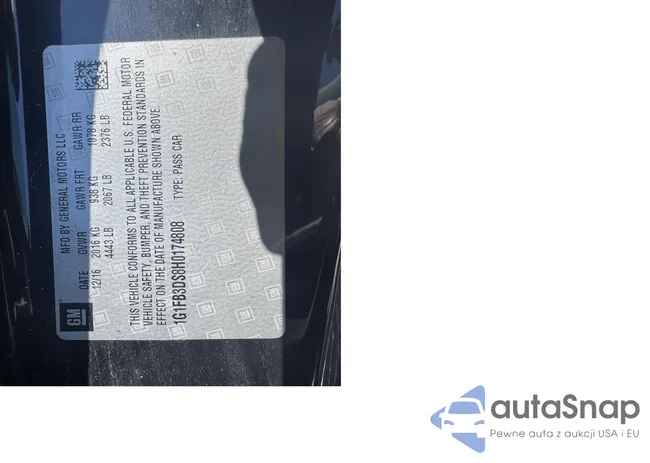 GM
MFD BY GENERAL MOTORS LLC
DATE GVWR GAWR FRT GAWR RR
12/16 2016 KG 938 KG 1078 KG
4443 LB 2067 LB 2376 LB
THIS VEHICLE CONFORMS TO ALL APPLICABLE U.S. FEDERAL MOTOR
VEHICLE SAFETY, BUMPER, AND THEFT PREVENTION STANDARDS IN
EFFECT ON THE DATE OF MANUFACTURE SHOWN ABOVE.
1G1FB3DS8H0174808 TYPE: PASS CAR
autaSnap
Pewne auta z aukcji USA i EU